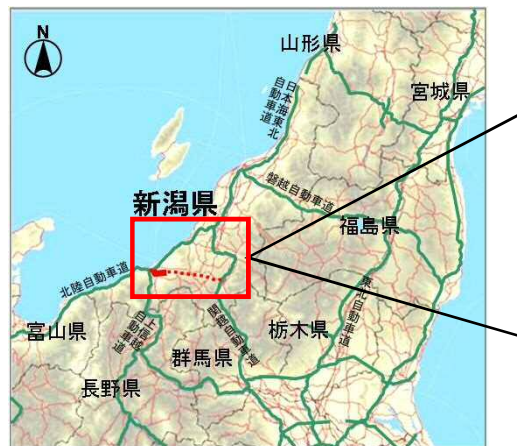 N
山形県
宮城県
日本海東北
自動車道
磐越自動車道
新潟県
福島県
北陸自動車道
東北自動車道
富山県
上信越
自動車道
関越自動車道
栃木県
群馬県
長野県